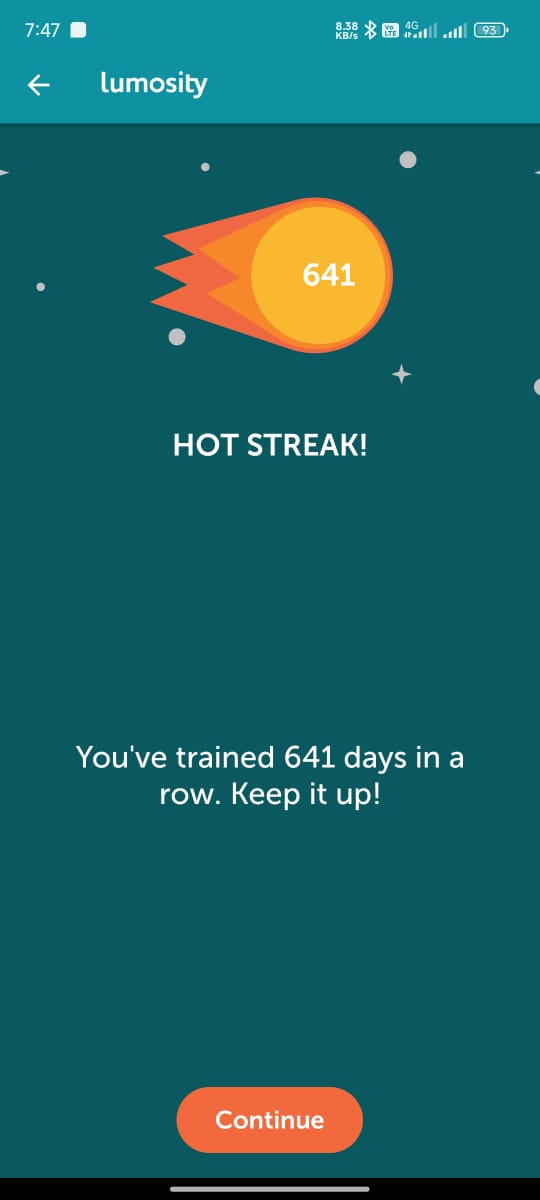 7:47
8.38
KB/s
Vo
LTE
4G
93
lumosity
641
HOT STREAK!
You've trained 641 days in a
row. Keep it up!
Continue